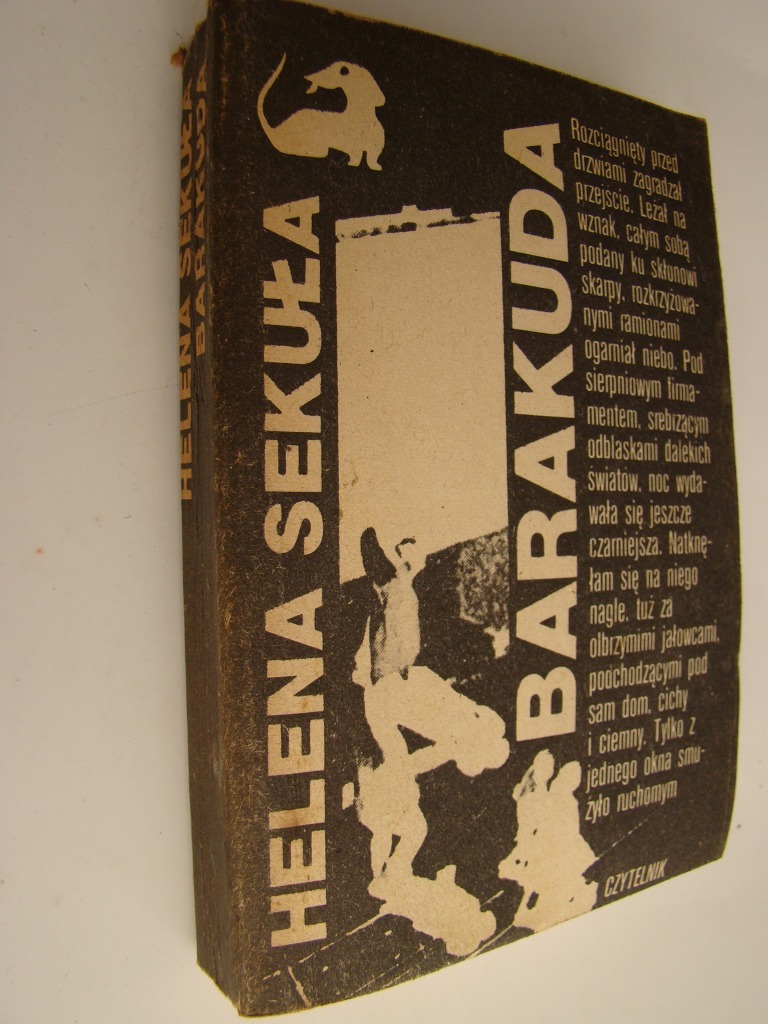 HELENA SEKUŁA
BARAKUDA
HELENA SEKUŁA
BARAKUDA
Rozciągnięty przed
drzwiami zagradzał
przejście. Leżał na
wznak, całym sobą
podany ku skłonowi
skarpy, rozkrzyżowa-
nymi ramionami
ogarniał niebo. Pod
sierpniowym firma-
mentem, srebrzącym
odblaskami dalekich
światów, noc wyda-
wała się jeszcze
czarniejsza. Natknę-
łam się na niego
nagle, tuż za
olbrzymimi jałowcami,
podchodzącymi pod
sam dom, cichy
i ciemny. Tylko z
jednego okna smu-
żyło ruchomym
CZYTELNIK